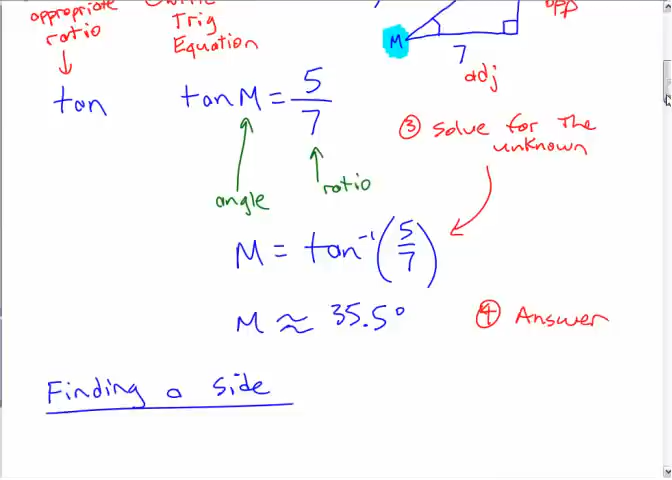 appropriate
ratio
Trig
Equation
opp
M
7
adj
tan
tan M = 5/7
③ solve for the
unknown
angle
ratio
M = tan⁻¹(5/7)
M ≈ 35.5°
④ Answer
Finding a side